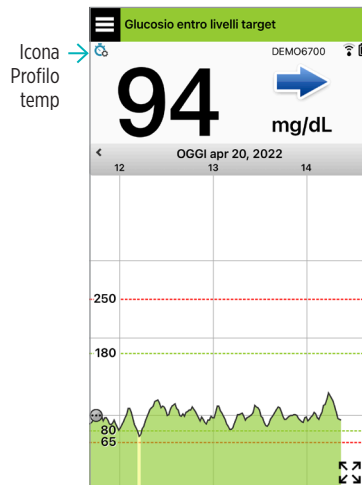 Glucosio entro livelli target
Icona
Profilo
temp
DEMO6700
94
mg/dL
OGGI apr 20, 2022
12 13 14
250
180
80
65